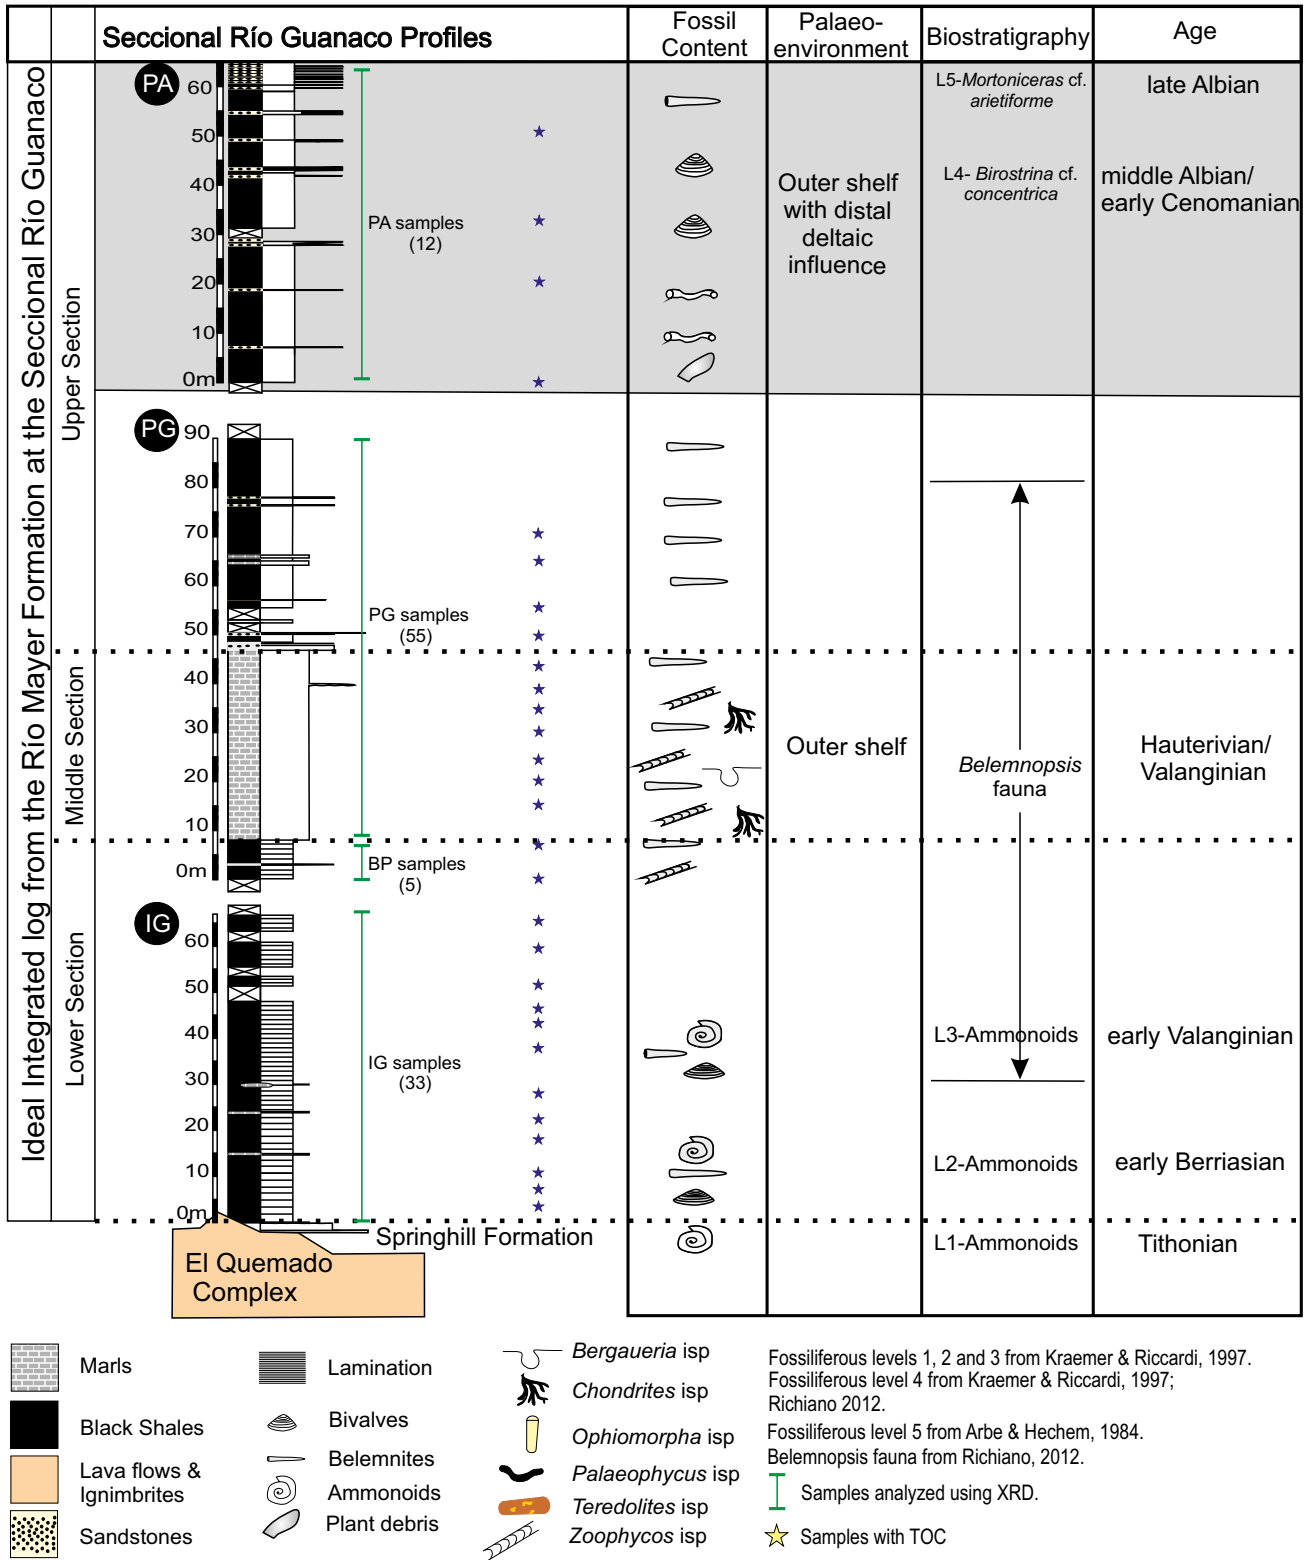 Seccional Río Guanaco Profiles
Fossil
Content
Palaeo-
environment
Biostratigraphy
Age
Ideal Integrated log from the Río Mayer Formation at the Seccional Río Guanaco
Upper Section
Middle Section
Lower Section
PA
60
50
40
30
20
10
0m
PA samples
(12)
Outer shelf
with distal
deltaic
influence
L5-Mortoniceras cf.
arietiforme
late Albian
L4- Birostrina cf.
concentrica
middle Albian/
early Cenomanian
PG
90
80
70
60
50
40
30
20
10
0m
PG samples
(55)
BP samples
(5)
Outer shelf
Belemnopsis
fauna
Hauterivian/
Valanginian
IG
60
50
40
30
20
10
0m
IG samples
(33)
L3-Ammonoids
early Valanginian
L2-Ammonoids
early Berriasian
Springhill Formation
L1-Ammonoids
Tithonian
El Quemado
Complex
Marls
Black Shales
Lava flows &
Ignimbrites
Sandstones
Lamination
Bivalves
Belemnites
Ammonoids
Plant debris
Bergaueria isp
Chondrites isp
Ophiomorpha isp
Palaeophycus isp
Teredolites isp
Zoophycos isp
Fossiliferous levels 1, 2 and 3 from Kraemer & Riccardi, 1997.
Fossiliferous level 4 from Kraemer & Riccardi, 1997;
Richiano 2012.
Fossiliferous level 5 from Arbe & Hechem, 1984.
Belemnopsis fauna from Richiano, 2012.
Samples analyzed using XRD.
Samples with TOC